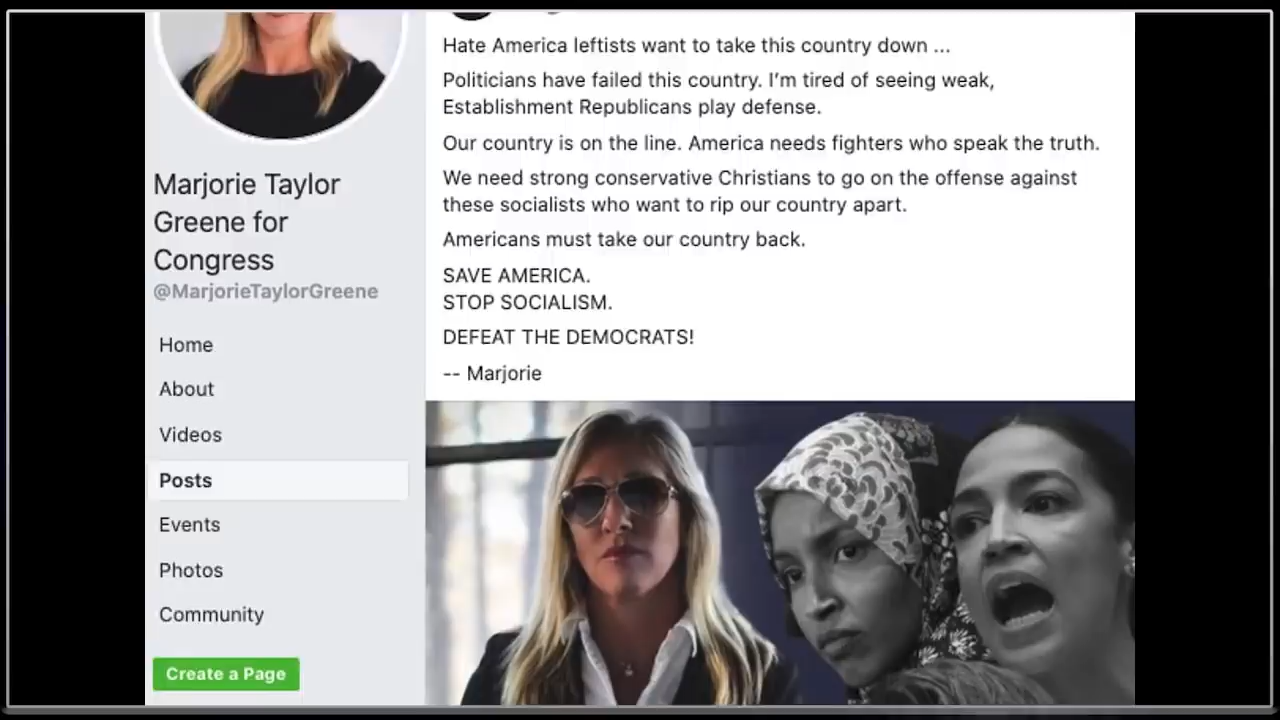 Marjorie Taylor
Greene for
Congress
@MarjorieTaylorGreene
Home
About
Videos
Posts
Events
Photos
Community
Create a Page
Hate America leftists want to take this country down ...
Politicians have failed this country. I’m tired of seeing weak,
Establishment Republicans play defense.
Our country is on the line. America needs fighters who speak the truth.
We need strong conservative Christians to go on the offense against
these socialists who want to rip our country apart.
Americans must take our country back.
SAVE AMERICA.
STOP SOCIALISM.
DEFEAT THE DEMOCRATS!
-- Marjorie